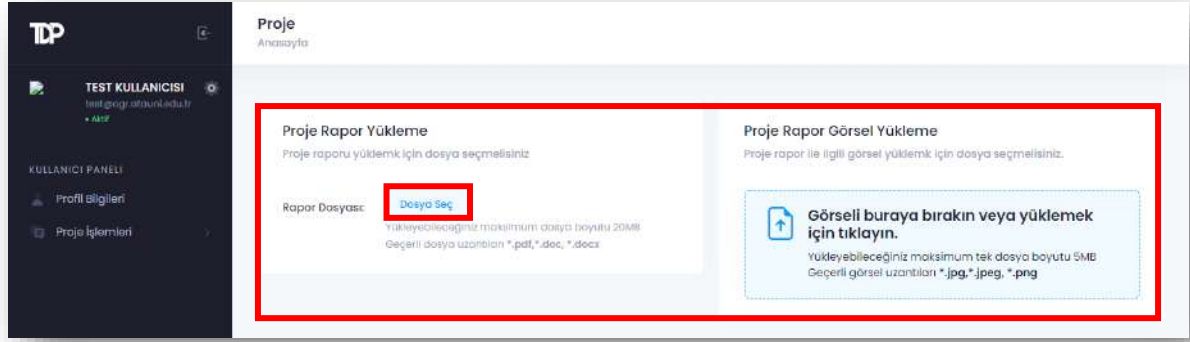 TDP
TEST KULLANICISI
test@ogr.atauni.edu.tr
• Aktif
KULLANICI PANELİ
Profil Bilgileri
Proje İşlemleri
Proje
Anasayfa
Proje Rapor Yükleme
Proje raporu yüklemk için dosya seçmelisiniz
Rapor Dosyası:
Dosya Seç
Yükleyebileceğiniz maksimum dosya boyutu 20MB
Geçerli dosya uzantıları *.pdf,*.doc, *.docx
Proje Rapor Görsel Yükleme
Proje rapor ile ilgili görsel yüklemk için dosya seçmelisiniz.
Görseli buraya bırakın veya yüklemek
için tıklayın.
Yükleyebileceğiniz maksimum tek dosya boyutu 5MB
Geçerli görsel uzantıları *.jpg,*.jpeg, *.png